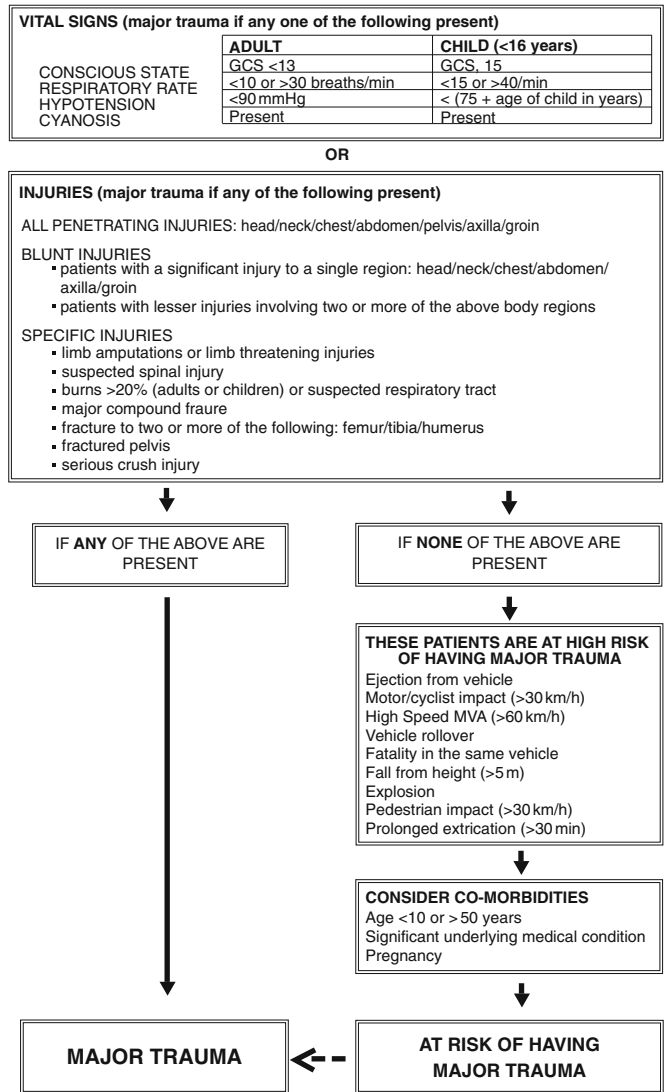 VITAL SIGNS (major trauma if any one of the following present)
ADULT CHILD (<16 years)
CONSCIOUS STATE GCS <13 GCS, 15
RESPIRATORY RATE <10 or >30 breaths/min <15 or >40/min
HYPOTENSION <90 mmHg < (75 + age of child in years)
CYANOSIS Present Present
OR
INJURIES (major trauma if any of the following present)
ALL PENETRATING INJURIES: head/neck/chest/abdomen/pelvis/axilla/groin
BLUNT INJURIES
▪ patients with a significant injury to a single region: head/neck/chest/abdomen/
axilla/groin
▪ patients with lesser injuries involving two or more of the above body regions
SPECIFIC INJURIES
▪ limb amputations or limb threatening injuries
▪ suspected spinal injury
▪ burns >20% (adults or children) or suspected respiratory tract
▪ major compound fraure
▪ fracture to two or more of the following: femur/tibia/humerus
▪ fractured pelvis
▪ serious crush injury
IF ANY OF THE ABOVE ARE
PRESENT
IF NONE OF THE ABOVE ARE
PRESENT
THESE PATIENTS ARE AT HIGH RISK
OF HAVING MAJOR TRAUMA
Ejection from vehicle
Motor/cyclist impact (>30 km/h)
High Speed MVA (>60 km/h)
Vehicle rollover
Fatality in the same vehicle
Fall from height (>5 m)
Explosion
Pedestrian impact (>30 km/h)
Prolonged extrication (>30 min)
CONSIDER CO-MORBIDITIES
Age <10 or > 50 years
Significant underlying medical condition
Pregnancy
MAJOR TRAUMA
AT RISK OF HAVING
MAJOR TRAUMA